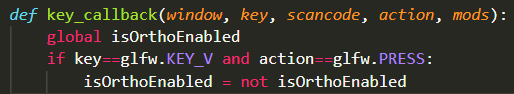 def key_callback(window, key, scancode, action, mods):
    global isOrthoEnabled
    if key==glfw.KEY_V and action==glfw.PRESS:
        isOrthoEnabled = not isOrthoEnabled